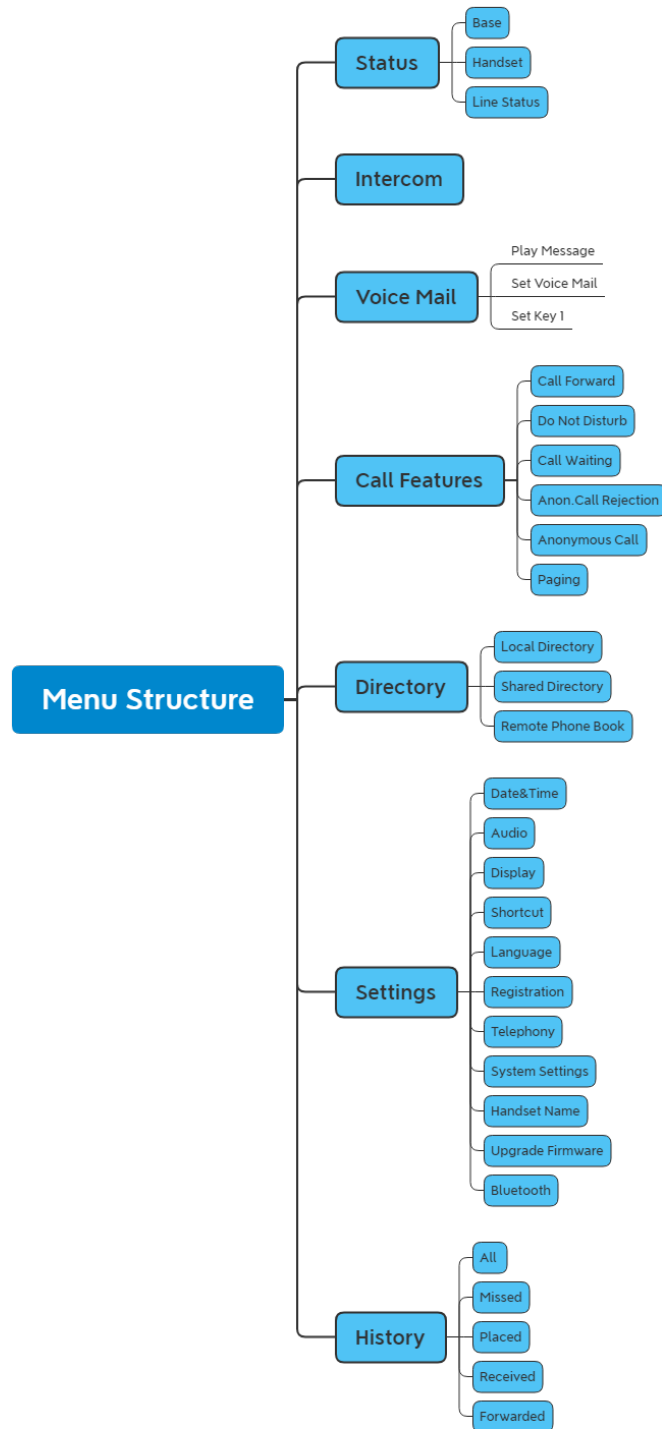 Menu Structure
Status
Base
Handset
Line Status
Intercom
Voice Mail
Play Message
Set Voice Mail
Set Key 1
Call Features
Call Forward
Do Not Disturb
Call Waiting
Anon.Call Rejection
Anonymous Call
Paging
Directory
Local Directory
Shared Directory
Remote Phone Book
Settings
Date&Time
Audio
Display
Shortcut
Language
Registration
Telephony
System Settings
Handset Name
Upgrade Firmware
Bluetooth
History
All
Missed
Placed
Received
Forwarded